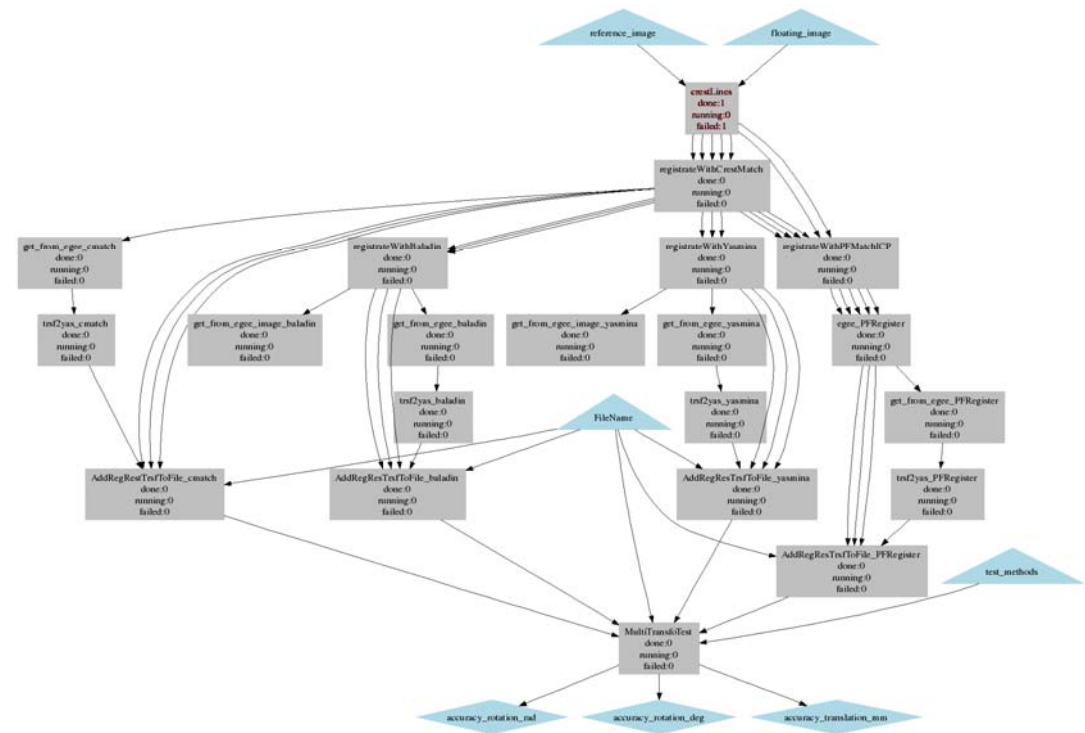 reference_image
floating_image
crestLines
done:1
running:0
failed:1
registrateWithCrestMatch
done:0
running:0
failed:0
get_from_egee_cmatch
done:0
running:0
failed:0
registrateWithBaladin
done:0
running:0
failed:0
registrateWithYasmina
done:0
running:0
failed:0
registrateWithPFMatchICP
done:0
running:0
failed:0
trsf2yas_cmatch
done:0
running:0
failed:0
get_from_egee_image_baladin
done:0
running:0
failed:0
get_from_egee_baladin
done:0
running:0
failed:0
get_from_egee_image_yasmina
done:0
running:0
failed:0
get_from_egee_yasmina
done:0
running:0
failed:0
egee_PFRegister
done:0
running:0
failed:0
trsf2yas_baladin
done:0
running:0
failed:0
FileName
trsf2yas_yasmina
done:0
running:0
failed:0
get_from_egee_PFRegister
done:0
running:0
failed:0
AddRegRestTrsfToFile_cmatch
done:0
running:0
failed:0
AddRegResTrsfToFile_baladin
done:0
running:0
failed:0
AddRegResTrsfToFile_yasmina
done:0
running:0
failed:0
trsf2yas_PFRegister
done:0
running:0
failed:0
AddRegResTrsfToFile_PFRegister
done:0
running:0
failed:0
test_methods
MultiTransfoTest
done:0
running:0
failed:0
accuracy_rotation_rad
accuracy_rotation_deg
accuracy_translation_mm